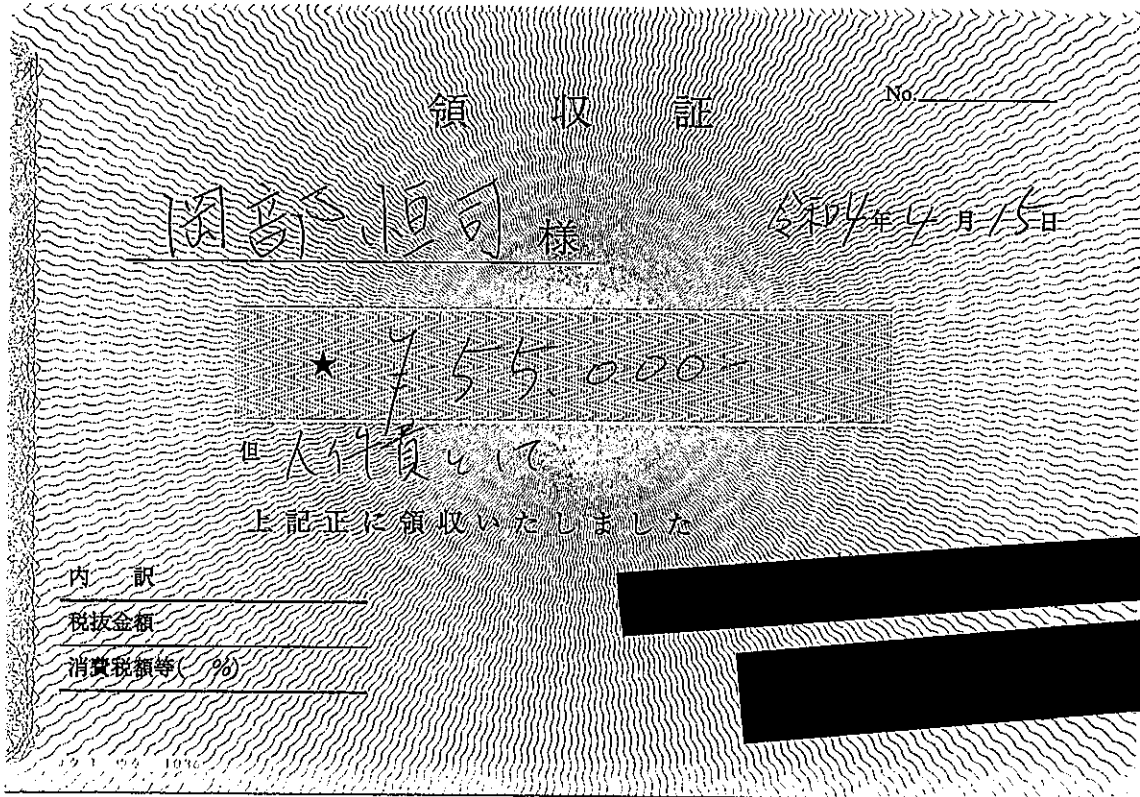 領収証
No.
岡部恒司 様
令和4年4月15日
★ ¥55,000-
但 人件費として
上記正に領収いたしました
内 訳
税抜金額
消費税額等( %)